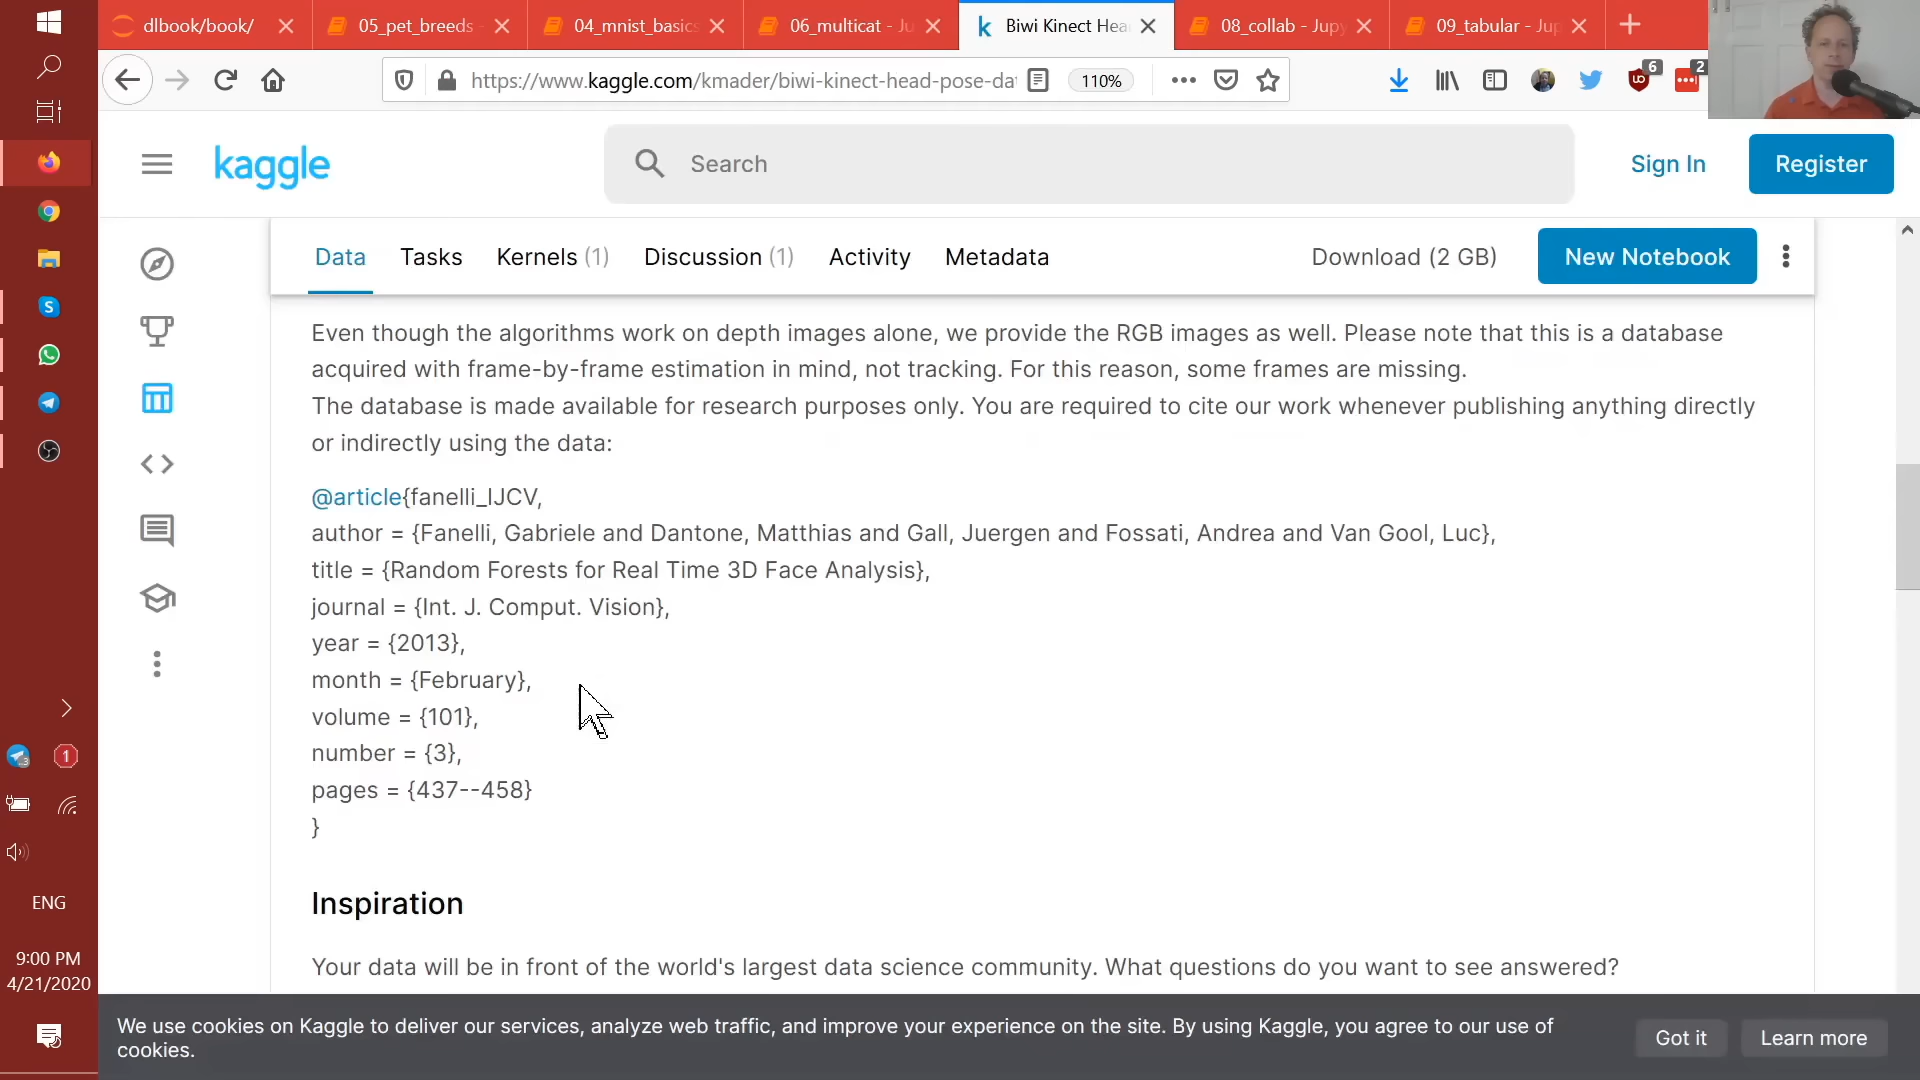 dlbook/book/
05_pet_breeds -
04_mnist_basics
06_multicat - Ju
Biwi Kinect Hea
08_collab - Jupy
09_tabular - Jup
https://www.kaggle.com/kmader/biwi-kinect-head-pose-dat
110%
6
2
kaggle
Search
Sign In
Register
Data
Tasks
Kernels (1)
Discussion (1)
Activity
Metadata
Download (2 GB)
New Notebook
Even though the algorithms work on depth images alone, we provide the RGB images as well. Please note that this is a database
acquired with frame-by-frame estimation in mind, not tracking. For this reason, some frames are missing.
The database is made available for research purposes only. You are required to cite our work whenever publishing anything directly
or indirectly using the data:
@article{fanelli_IJCV,
author = {Fanelli, Gabriele and Dantone, Matthias and Gall, Juergen and Fossati, Andrea and Van Gool, Luc},
title = {Random Forests for Real Time 3D Face Analysis},
journal = {Int. J. Comput. Vision},
year = {2013},
month = {February},
volume = {101},
number = {3},
pages = {437--458}
}
Inspiration
Your data will be in front of the world's largest data science community. What questions do you want to see answered?
We use cookies on Kaggle to deliver our services, analyze web traffic, and improve your experience on the site. By using Kaggle, you agree to our use of
cookies.
Got it
Learn more
1
ENG
9:00 PM
4/21/2020